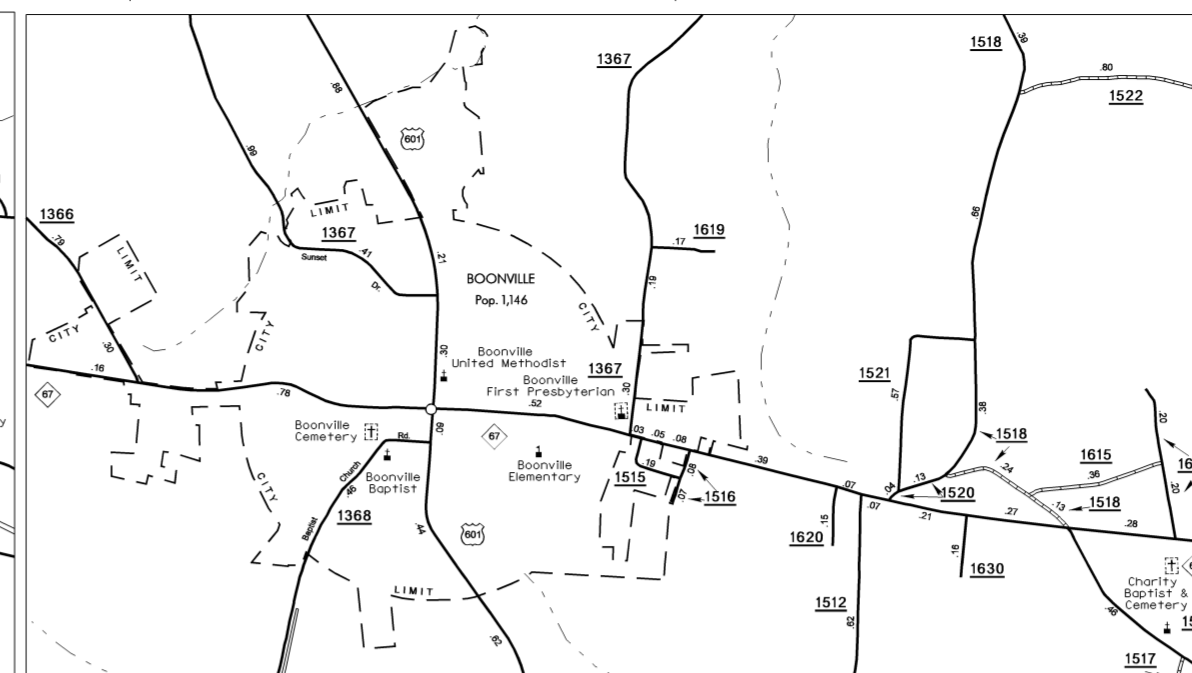 1518
.39
.80
1522
1367
.88
601
.99
.66
1366
.79
LIMIT
LIMIT
1367
.41
Sunset
Dr.
.21
1619
.17
.19
BOONVILLE
Pop. 1,146
CITY
CITY
CITY
.30
.16
67
.78
.30
Boonville
United Methodist
Boonville
First Presbyterian
1367
.30
LIMIT
.52
1521
.57
.38
1518
.24
.20
1615
.36
Boonville
Cemetery
Rd.
.09
67
1
Boonville
Elementary
.03
.05
.08
.39
.19
.08
1515
.07
1516
Church
.46
Boonville
Baptist
1368
Baptist
CITY
.44
601
.07
.07
.04
.13
1520
.13
1518
.20
.15
1620
.21
.27
.28
.16
1630
LIMIT
1512
.62
.62
Charity
Baptist &
Cemetery
.46
1517